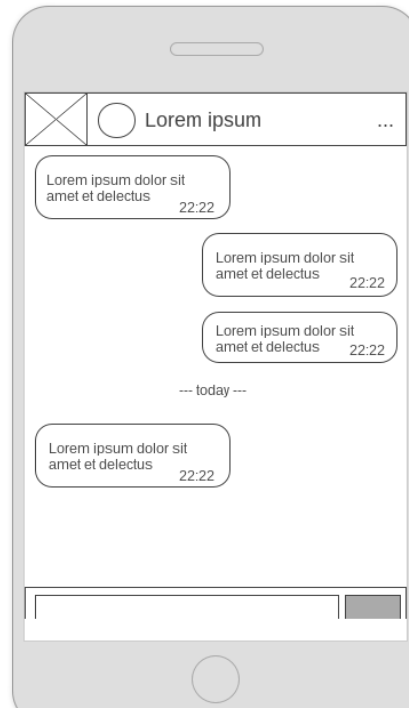 Lorem ipsum
...
Lorem ipsum dolor sit
amet et delectus
22:22
Lorem ipsum dolor sit
amet et delectus
22:22
Lorem ipsum dolor sit
amet et delectus 22:22
--- today ---
Lorem ipsum dolor sit
amet et delectus
22:22